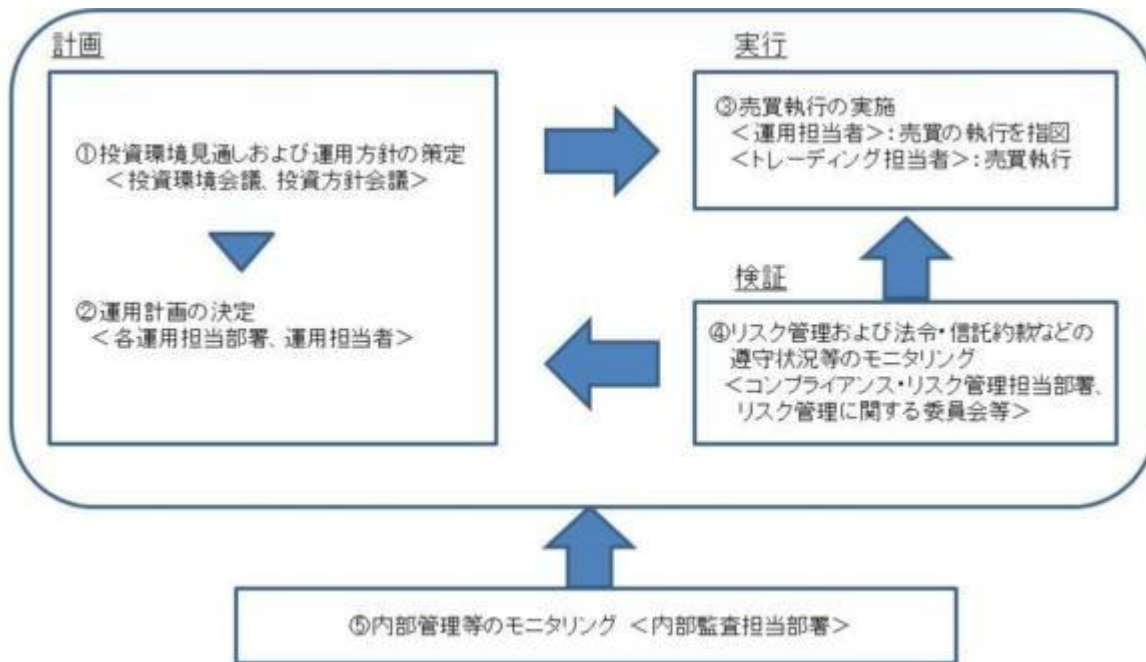 計画
①投資環境見通しおよび運用方針の策定
＜投資環境会議、投資方針会議＞
②運用計画の決定
＜各運用担当部署、運用担当者＞
実行
③売買執行の実施
＜運用担当者＞：売買の執行を指図
＜トレーディング担当者＞：売買執行
検証
④リスク管理および法令・信託約款などの
遵守状況等のモニタリング
＜コンプライアンス・リスク管理担当部署、
リスク管理に関する委員会等＞
⑤内部管理等のモニタリング ＜内部監査担当部署＞